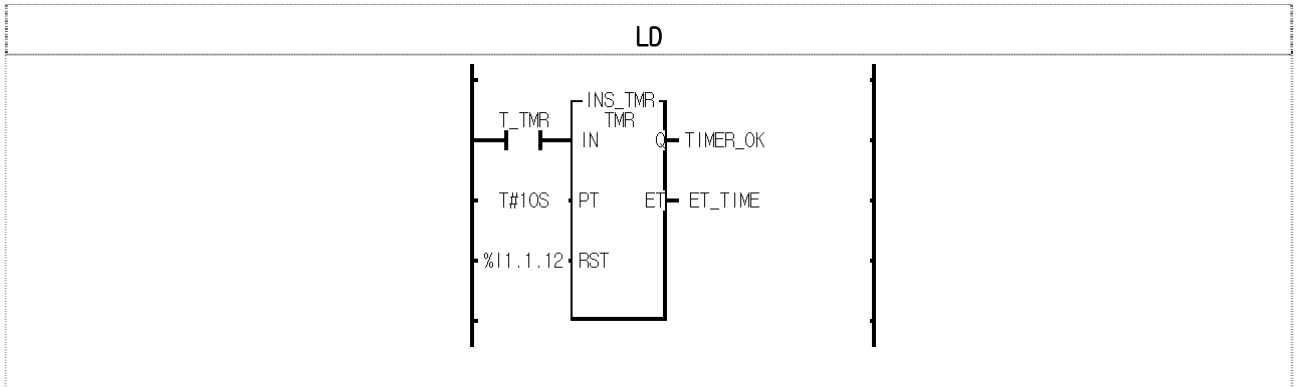 LD
INS_TMR
T_TMR TMR
IN Q TIMER_OK
T#10S PT ET ET_TIME
%I1.1.12 RST